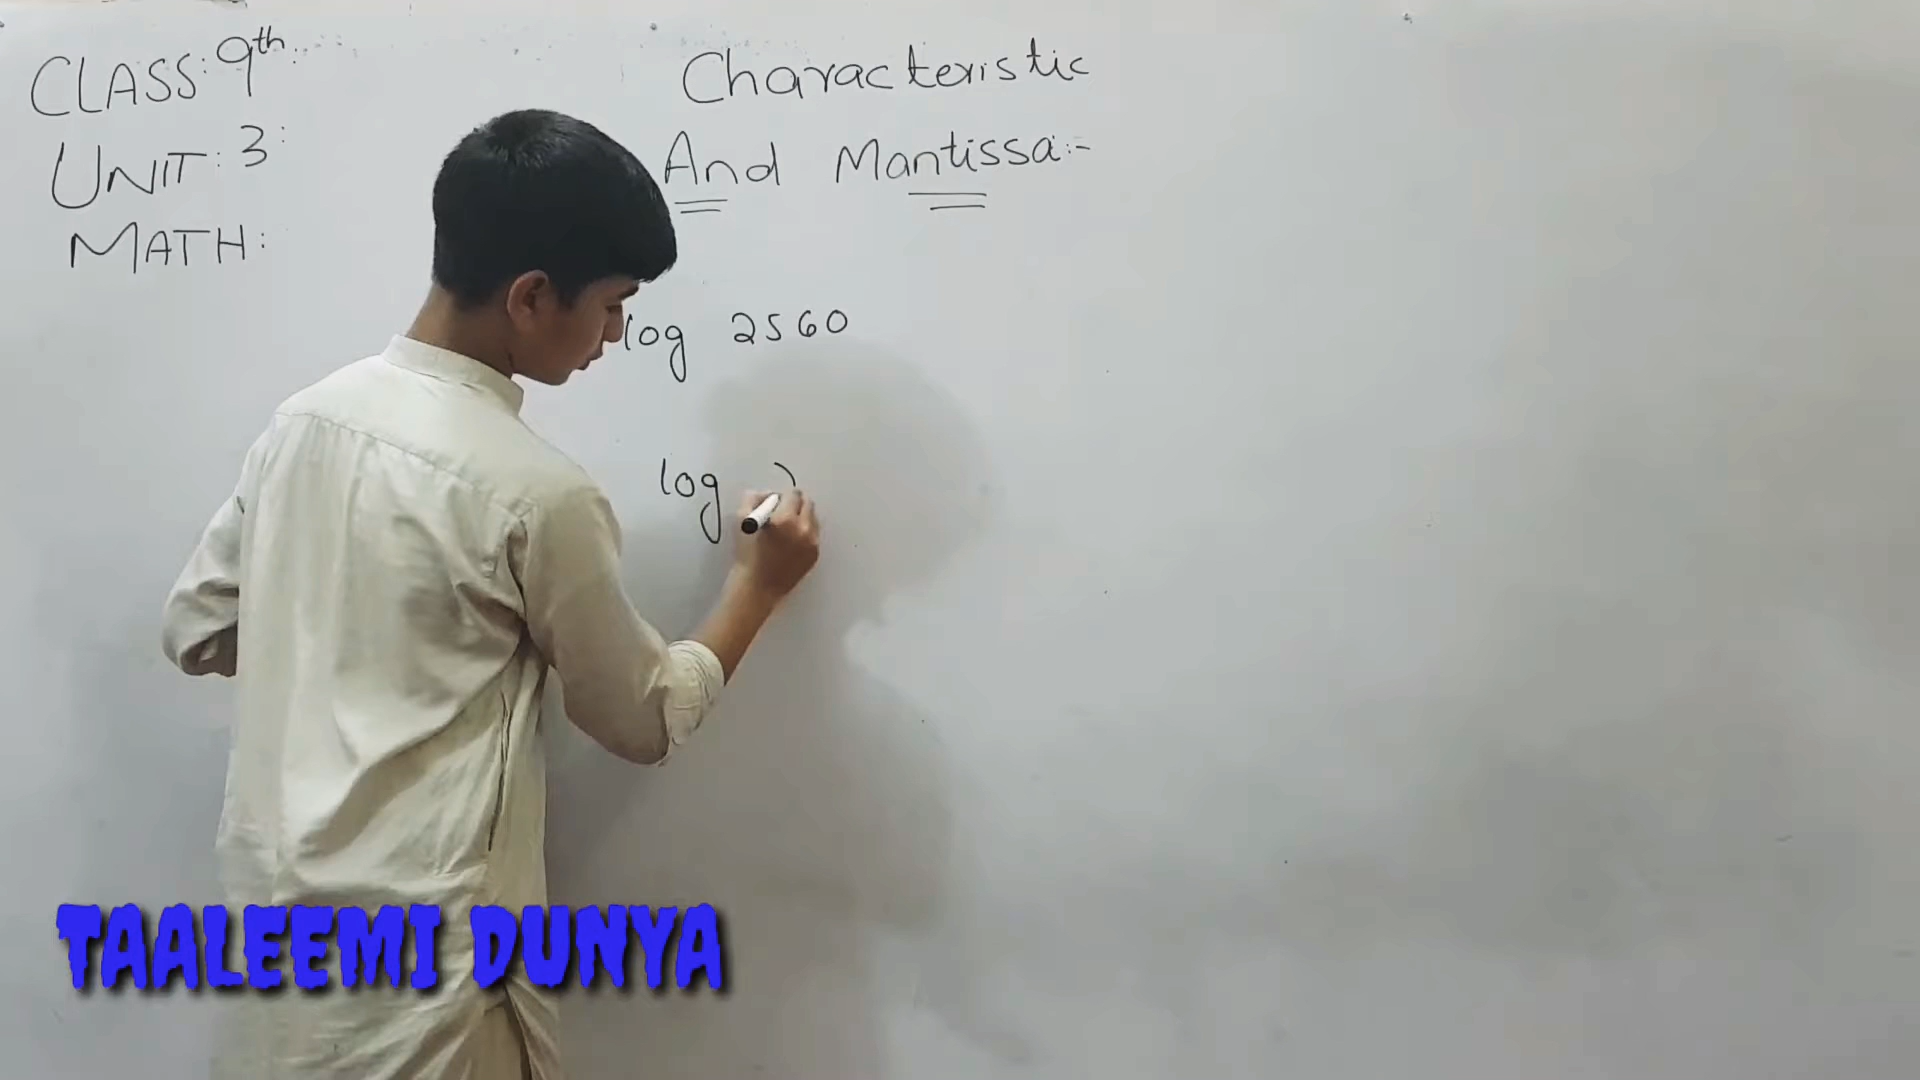 CLASS: 9th
UNIT: 3:
MATH:
Characteristic
And Mantissa:-
log 2560
log
TAALEEMI DUNYA